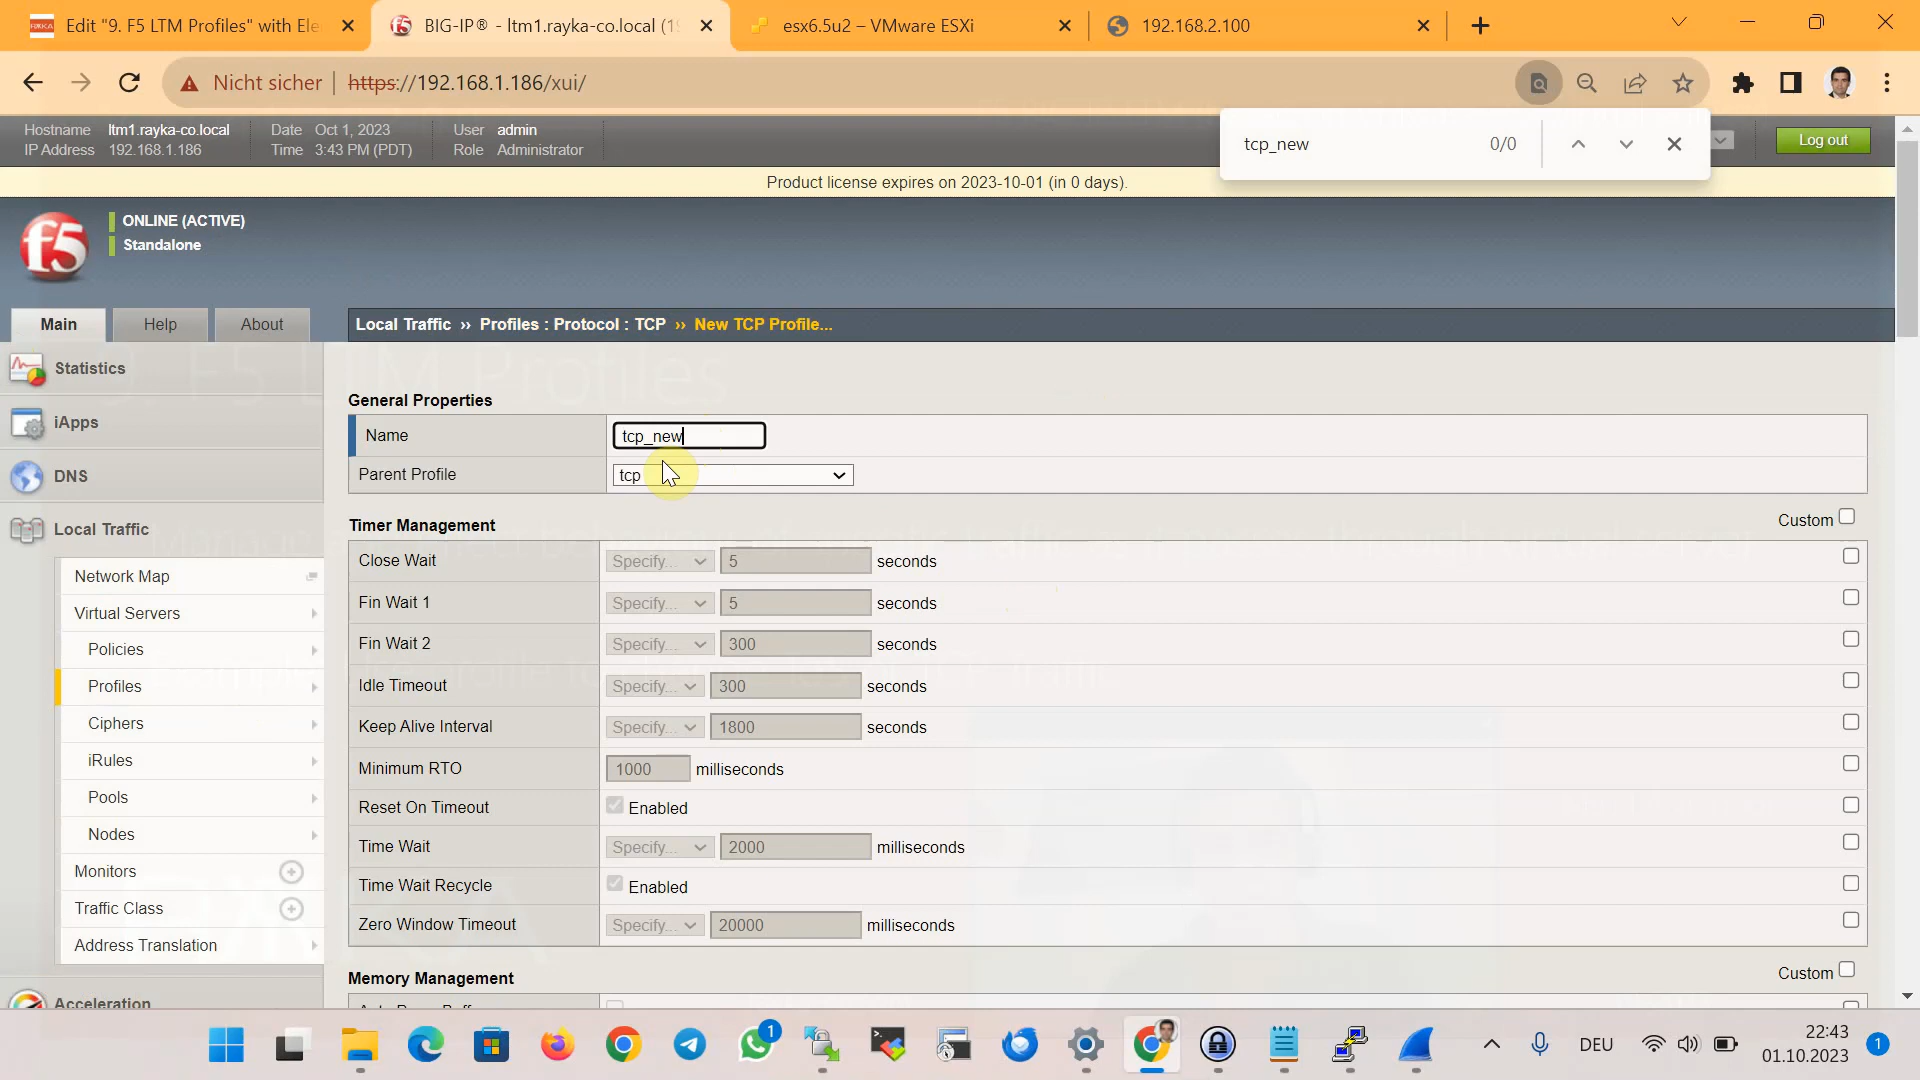 Edit "9. F5 LTM Profiles" with Ele
BIG-IP® - ltm1.rayka-co.local (19
esx6.5u2 – VMware ESXi
192.168.2.100
Nicht sicher
https://192.168.1.186/xui/
Hostname ltm1.rayka-co.local
Date Oct 1, 2023
User admin
IP Address 192.168.1.186
Time 3:43 PM (PDT)
Role Administrator
tcp_new
0/0
Log out
Product license expires on 2023-10-01 (in 0 days).
f5
ONLINE (ACTIVE)
Standalone
Main
Help
About
Local Traffic ›› Profiles : Protocol : TCP ›› New TCP Profile...
Statistics
iApps
DNS
Local Traffic
Network Map
Virtual Servers
Policies
Profiles
Ciphers
iRules
Pools
Nodes
Monitors
Traffic Class
Address Translation
Acceleration
9. F5 LTM Profiles
General Properties
Name tcp_new
Parent Profile tcp
Timer Management
Custom
Close Wait Specify... 5 seconds
Fin Wait 1 Specify... 5 seconds
Fin Wait 2 Specify... 300 seconds
Idle Timeout Specify... 300 seconds
Keep Alive Interval Specify... 1800 seconds
Minimum RTO 1000 milliseconds
Reset On Timeout Enabled
Time Wait Specify... 2000 milliseconds
Time Wait Recycle Enabled
Zero Window Timeout Specify... 20000 milliseconds
Memory Management
Custom
1
DEU
22:43
01.10.2023
1